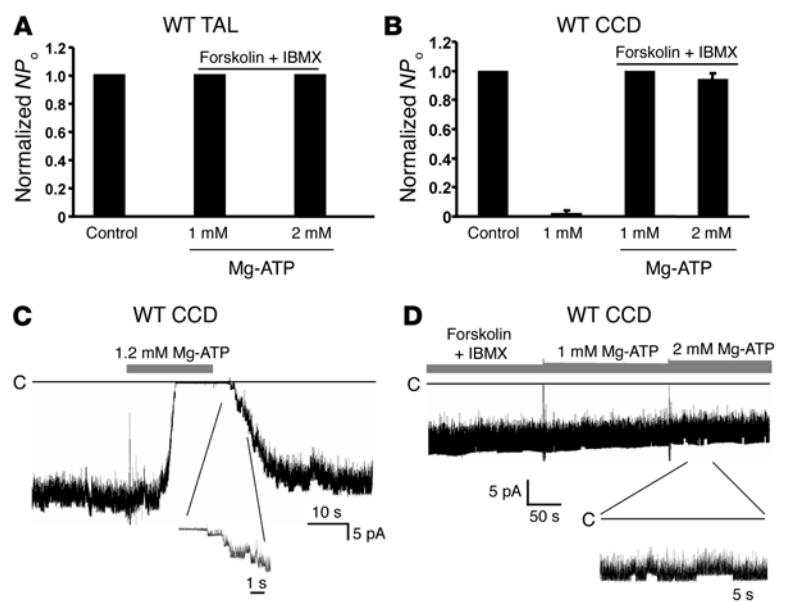 A
WT TAL
Normalized NPo
1.2
1.0
0.8
0.6
0.4
0.2
0
Forskolin + IBMX
Control
1 mM
2 mM
Mg-ATP
B
WT CCD
Normalized NPo
1.2
1.0
0.8
0.6
0.4
0.2
0
Forskolin + IBMX
Control
1 mM
1 mM
2 mM
Mg-ATP
C
WT CCD
1.2 mM Mg-ATP
C
10 s
5 pA
1 s
D
WT CCD
Forskolin
+ IBMX
1 mM Mg-ATP
2 mM Mg-ATP
C
5 pA
50 s
C
5 s